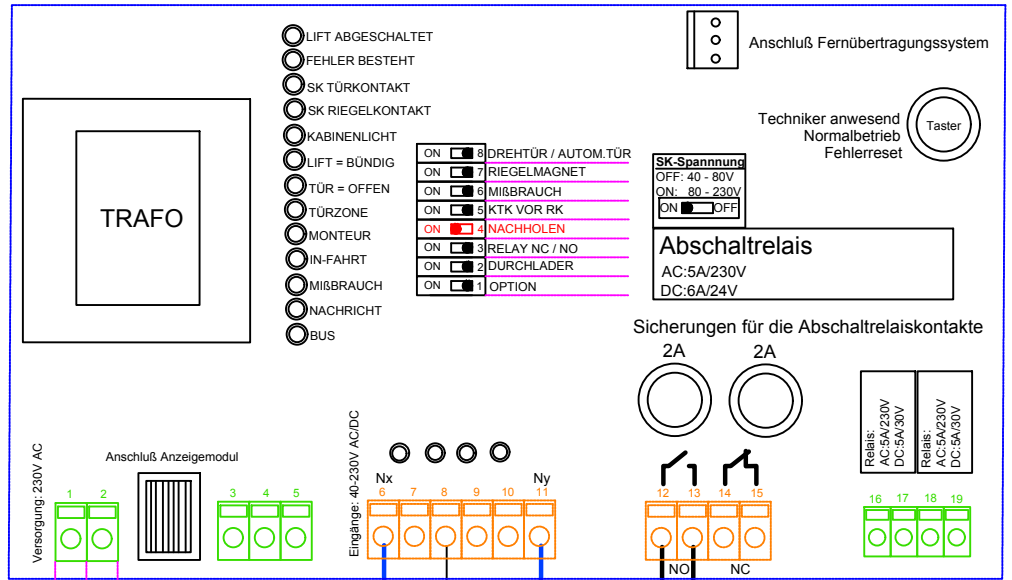 LIFT ABGESCHALTET
FEHLER BESTEHT
SK TÜRKONTAKT
SK RIEGELKONTAKT
KABINENLICHT
LIFT = BÜNDIG
TÜR = OFFEN
TÜRZONE
MONTEUR
IN-FAHRT
MIßBRAUCH
NACHRICHT
BUS
TRAFO
ON 8 DREHTÜR / AUTOM.TÜR
ON 7 RIEGELMAGNET
ON 6 MIßBRAUCH
ON 5 KTK VOR RK
ON 4 NACHHOLEN
ON 3 RELAY NC / NO
ON 2 DURCHLADER
ON 1 OPTION
Anschluß Fernübertragungssystem
Techniker anwesend
Normalbetrieb
Fehlerreset
Taster
SK-Spannnung
OFF: 40 - 80V
ON: 80 - 230V
ON OFF
Abschaltrelais
AC:5A/230V
DC:6A/24V
Sicherungen für die Abschaltrelaiskontakte
2A 2A
Relais:
AC:5A/230V
DC:5A/30V
Relais:
AC:5A/230V
DC:5A/30V
Versorgung: 230V AC
1 2
Anschluß Anzeigemodul
3 4 5
Eingänge: 40-230V AC/DC
Nx Ny
6 7 8 9 10 11
12 13 14 15
NO NC
16 17 18 19